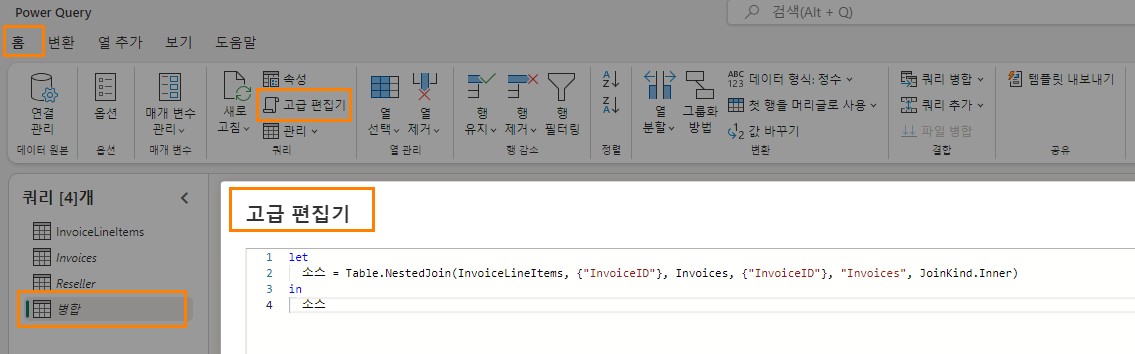 Power Query
검색(Alt + Q)
홈 변환 열 추가 보기 도움말
연결 관리
옵션
매개 변수 관리
새로 고침
속성
고급 편집기
관리
열 선택
열 제거
행 유지
행 제거
행 필터링
열 분할
그룹화 방법
데이터 형식: 정수
첫 행을 머리글로 사용
값 바꾸기
쿼리 병합
쿼리 추가
파일 병합
템플릿 내보내기
데이터 원본 옵션 매개 변수 쿼리 열 관리 행 감소 정렬 변환 결합 공유
쿼리 [4]개
InvoiceLineItems
Invoices
Reseller
병합
고급 편집기
1 let
2 소스 = Table.NestedJoin(InvoiceLineItems, {"InvoiceID"}, Invoices, {"InvoiceID"}, "Invoices", JoinKind.Inner)
3 in
4 소스